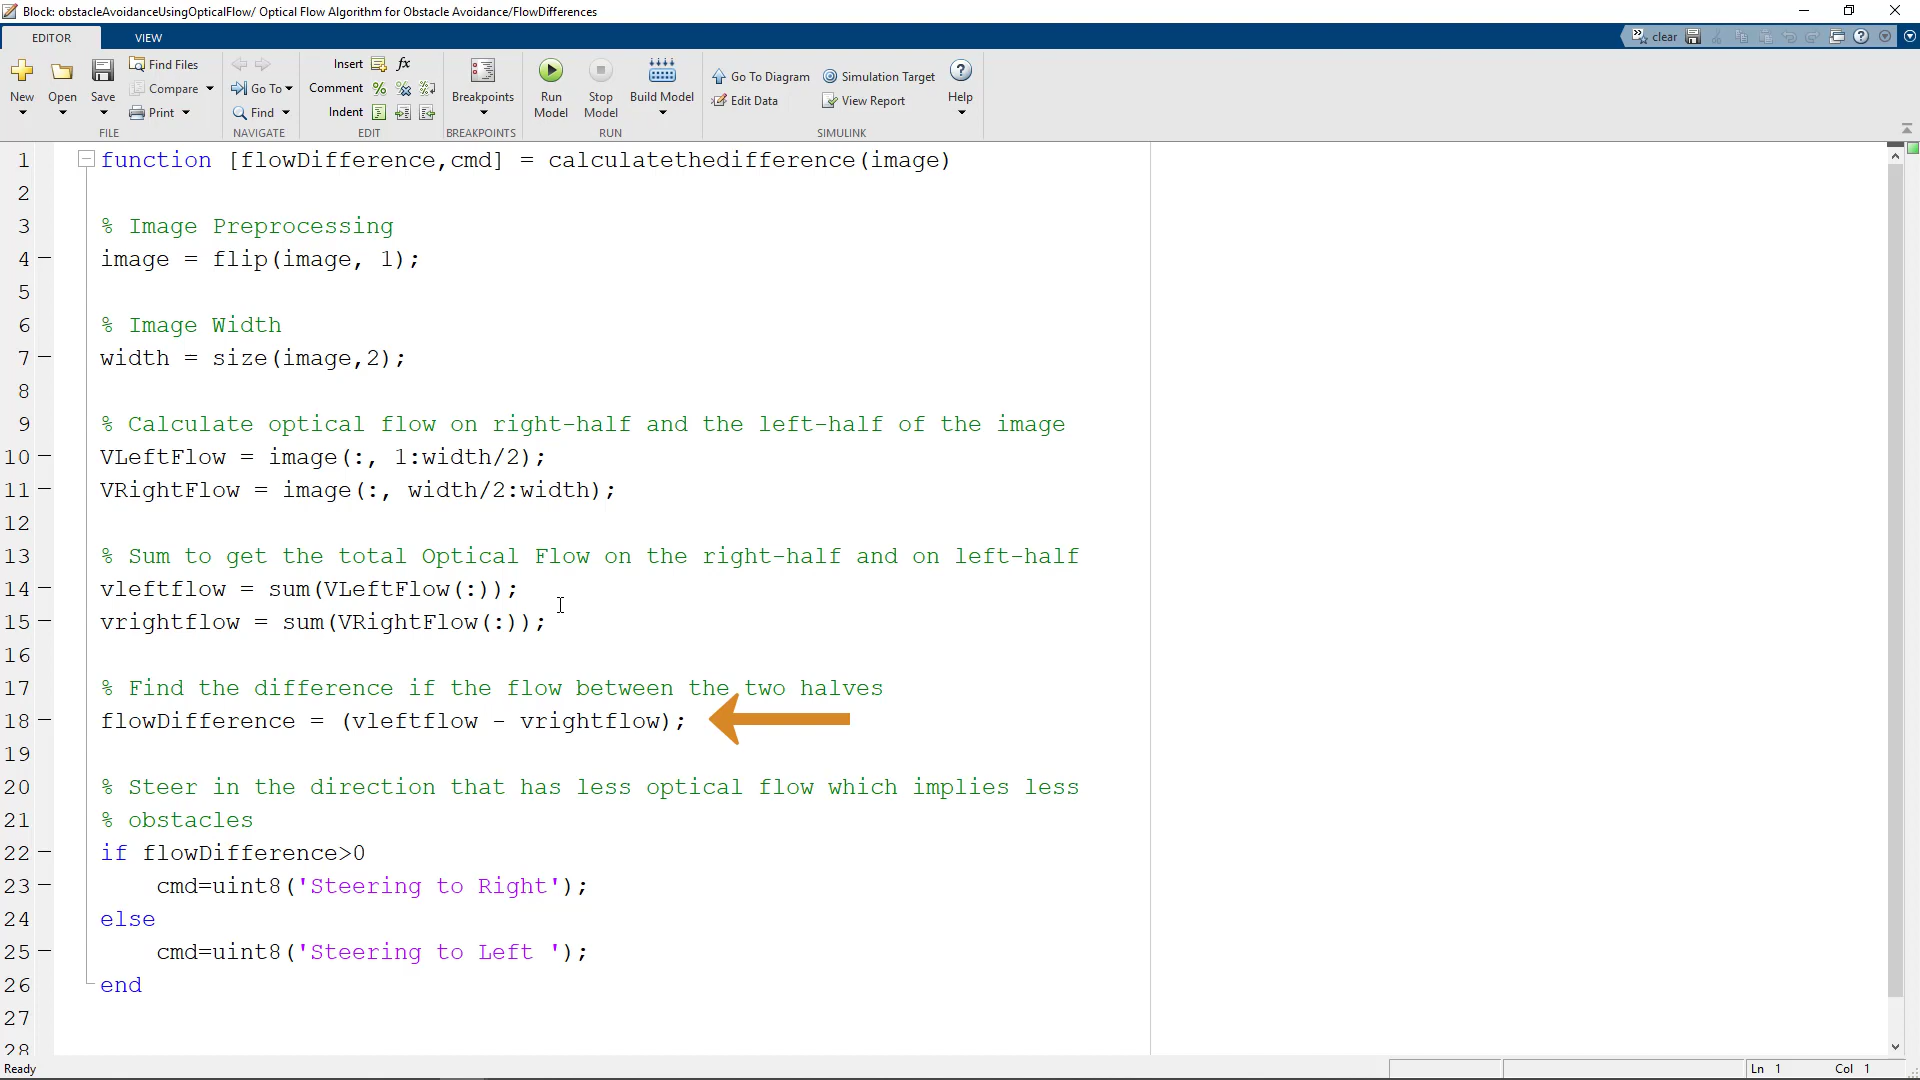 Block: obstacleAvoidanceUsingOpticalFlow/ Optical Flow Algorithm for Obstacle Avoidance/FlowDifferences
EDITOR VIEW
clear
New Open Save Find Files Compare Print
FILE
Go To Find
NAVIGATE
Insert fx
Comment
Indent
EDIT
Breakpoints
BREAKPOINTS
Run Model Stop Model Build Model
RUN
Go To Diagram Simulation Target
Edit Data View Report
Help
SIMULINK
1 function [flowDifference,cmd] = calculatethedifference(image)
2
3 % Image Preprocessing
4 image = flip(image, 1);
5
6 % Image Width
7 width = size(image,2);
8
9 % Calculate optical flow on right-half and the left-half of the image
10 VLeftFlow = image(:, 1:width/2);
11 VRightFlow = image(:, width/2:width);
12
13 % Sum to get the total Optical Flow on the right-half and on left-half
14 vleftflow = sum(VLeftFlow(:));
15 vrightflow = sum(VRightFlow(:));
16
17 % Find the difference if the flow between the two halves
18 flowDifference = (vleftflow - vrightflow);
19
20 % Steer in the direction that has less optical flow which implies less
21 % obstacles
22 if flowDifference>0
23 cmd=uint8('Steering to Right');
24 else
25 cmd=uint8('Steering to Left ');
26 end
27
28
Ready Ln 1 Col 1